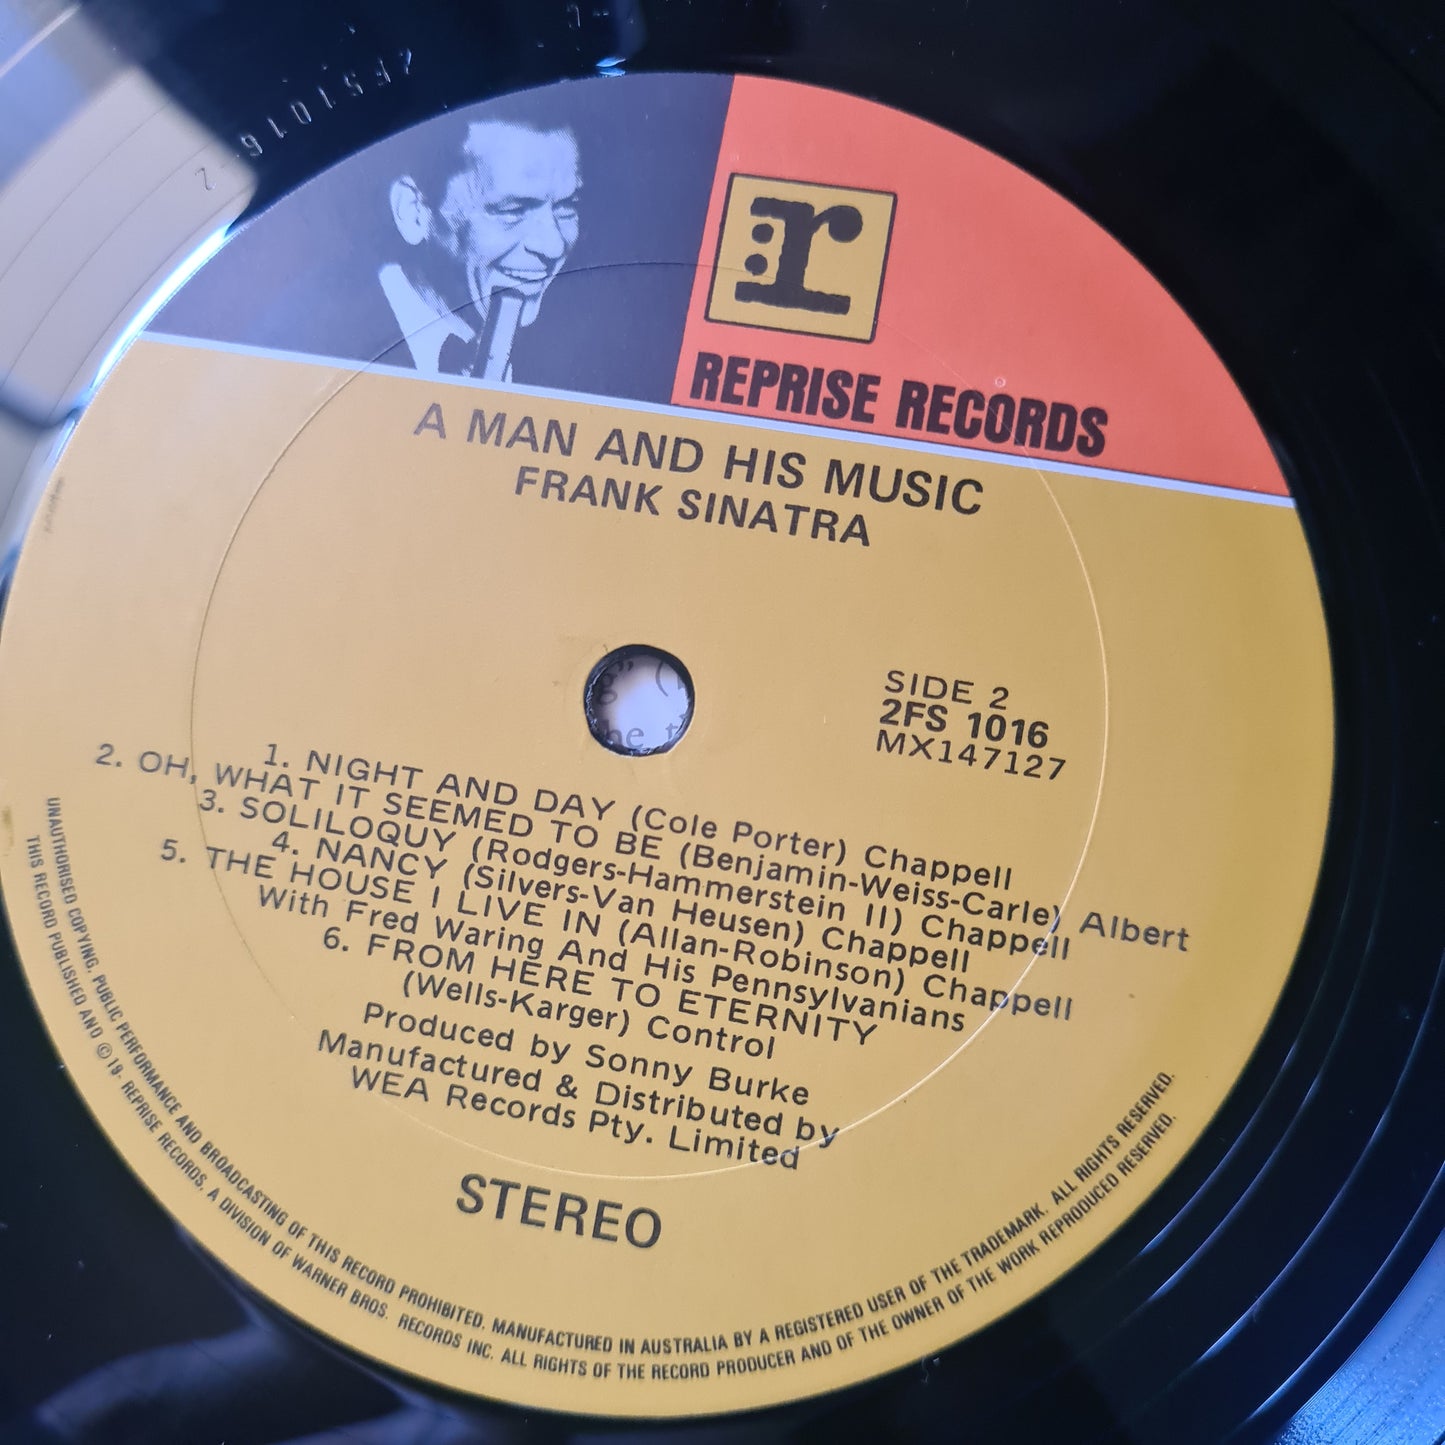 2FS1016 2
r:
REPRISE RECORDS
A MAN AND HIS MUSIC
FRANK SINATRA
SIDE 2
2FS 1016
MX147127
1. NIGHT AND DAY (Cole Porter) Chappell
2. OH, WHAT IT SEEMED TO BE (Benjamin-Weiss-Carle) Albert
3. SOLILOQUY (Rodgers-Hammerstein II) Chappell
4. NANCY (Silvers-Van Heusen) Chappell
5. THE HOUSE I LIVE IN (Allan-Robinson) Chappell
With Fred Waring And His Pennsylvanians
6. FROM HERE TO ETERNITY
(Wells-Karger) Control
Produced by Sonny Burke
Manufactured & Distributed by
WEA Records Pty. Limited
STEREO
UNAUTHORISED COPYING, PUBLIC PERFORMANCE AND BROADCASTING OF THIS RECORD PROHIBITED. MANUFACTURED IN AUSTRALIA BY A REGISTERED USER OF THE TRADEMARK. ALL RIGHTS RESERVED.
THIS RECORD PUBLISHED AND © 19- REPRISE RECORDS, A DIVISION OF WARNER BROS. RECORDS INC. ALL RIGHTS OF THE RECORD PRODUCER AND OF THE OWNER OF THE WORK REPRODUCED RESERVED.